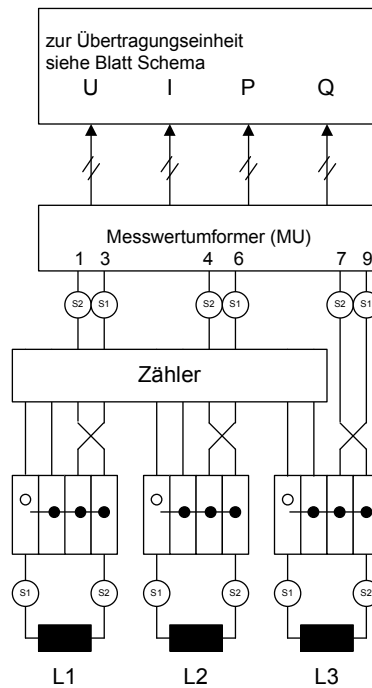 zur Übertragungseinheit
siehe Blatt Schema
U I P Q
Messwertumformer (MU)
1 3 4 6 7 9
S2 S1 S2 S1 S2 S1
Zähler
S1 S2 S1 S2 S1 S2
L1 L2 L3